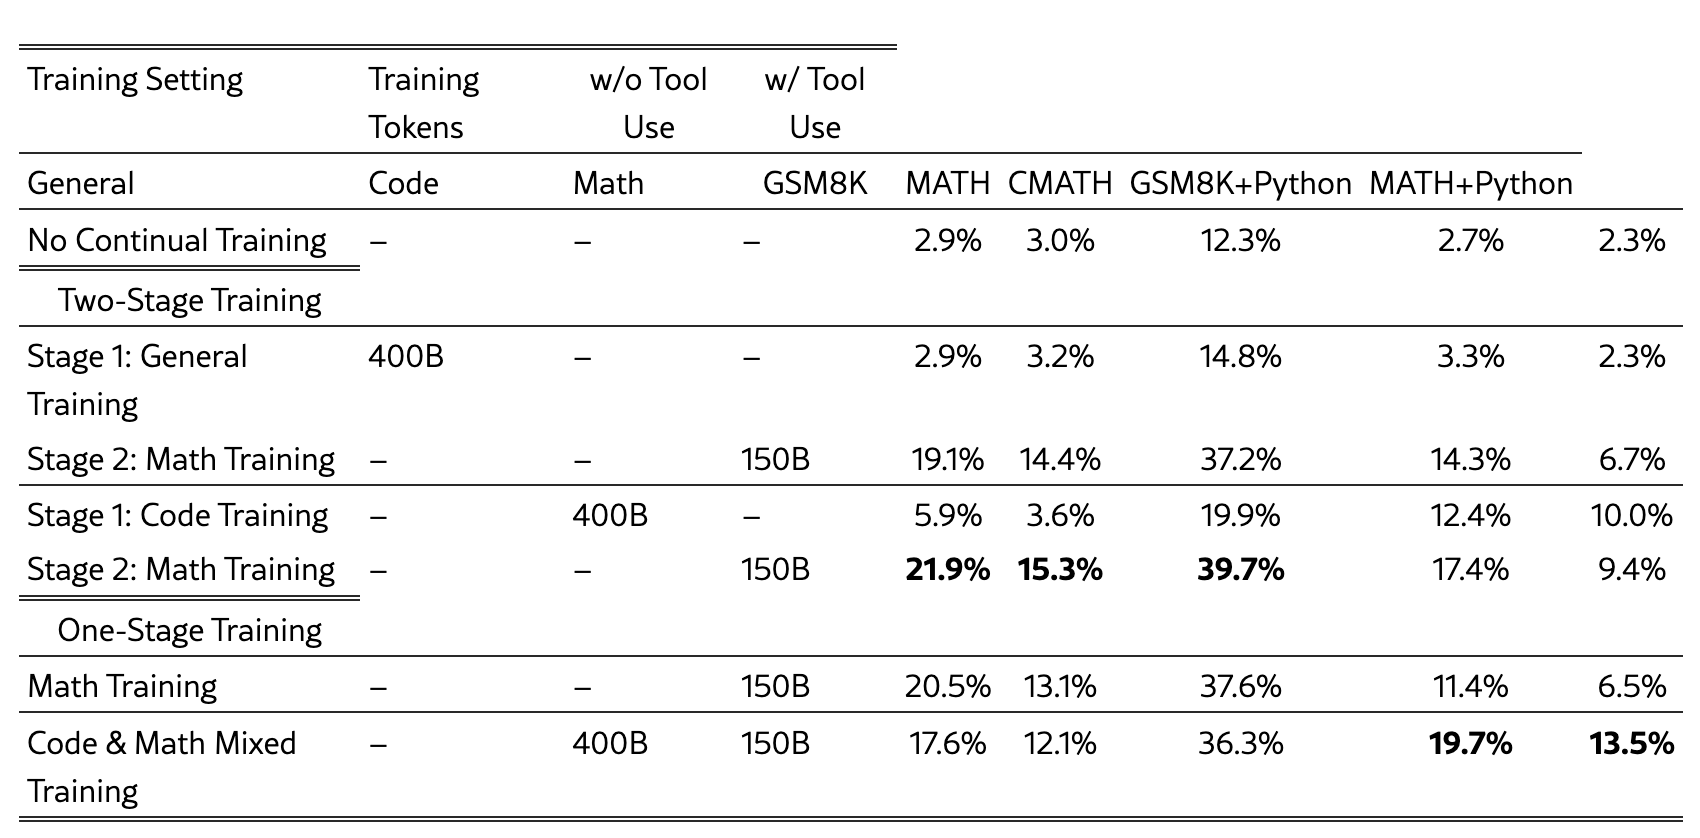 Training Setting Training w/o Tool w/ Tool
Tokens Use Use
General Code Math GSM8K MATH CMATH GSM8K+Python MATH+Python
No Continual Training – – – 2.9% 3.0% 12.3% 2.7% 2.3%
Two-Stage Training
Stage 1: General 400B – – 2.9% 3.2% 14.8% 3.3% 2.3%
Training
Stage 2: Math Training – – 150B 19.1% 14.4% 37.2% 14.3% 6.7%
Stage 1: Code Training – 400B – 5.9% 3.6% 19.9% 12.4% 10.0%
Stage 2: Math Training – – 150B 21.9% 15.3% 39.7% 17.4% 9.4%
One-Stage Training
Math Training – – 150B 20.5% 13.1% 37.6% 11.4% 6.5%
Code & Math Mixed – 400B 150B 17.6% 12.1% 36.3% 19.7% 13.5%
Training